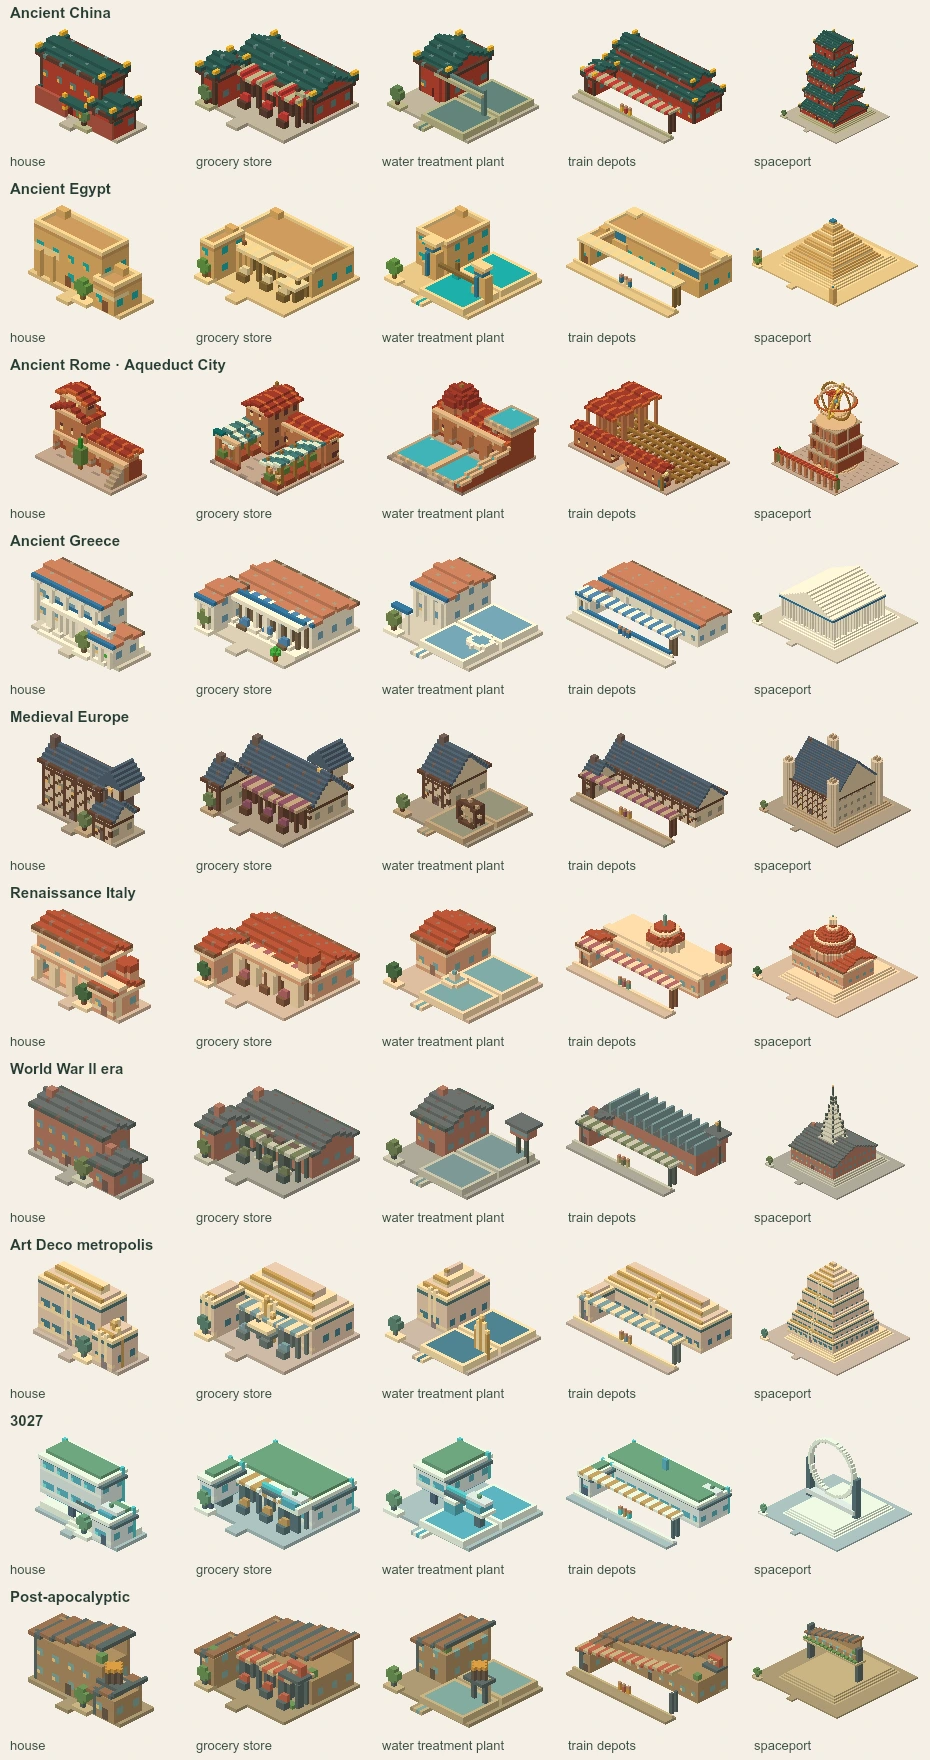 Ancient China
house
grocery store
water treatment plant
train depots
spaceport
Ancient Egypt
house
grocery store
water treatment plant
train depots
spaceport
Ancient Rome · Aqueduct City
house
grocery store
water treatment plant
train depots
spaceport
Ancient Greece
house
grocery store
water treatment plant
train depots
spaceport
Medieval Europe
house
grocery store
water treatment plant
train depots
spaceport
Renaissance Italy
house
grocery store
water treatment plant
train depots
spaceport
World War II era
house
grocery store
water treatment plant
train depots
spaceport
Art Deco metropolis
house
grocery store
water treatment plant
train depots
spaceport
3027
house
grocery store
water treatment plant
train depots
spaceport
Post-apocalyptic
house
grocery store
water treatment plant
train depots
spaceport